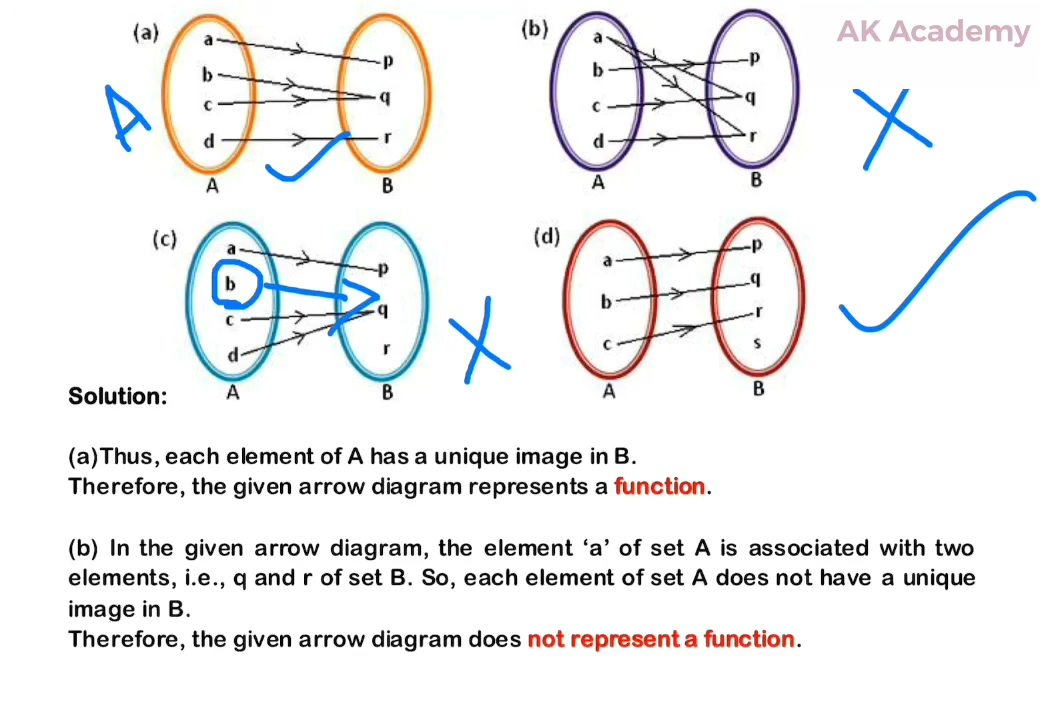 AK Academy
(a) a b c d p q r A B
(b) a b c d p q r A B
A
(c) a b c d p q r A B
(d) a b c p q r s A B
Solution:
(a)Thus, each element of A has a unique image in B.
Therefore, the given arrow diagram represents a function.
(b) In the given arrow diagram, the element ‘a’ of set A is associated with two
elements, i.e., q and r of set B. So, each element of set A does not have a unique
image in B.
Therefore, the given arrow diagram does not represent a function.